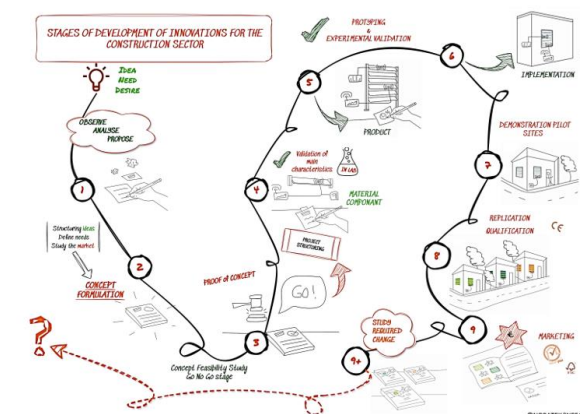 STAGES OF DEVELOPMENT OF INNOVATIONS FOR THE
CONSTRUCTION SECTOR
IDEA
NEED
DESIRE
OBSERVE
ANALYSE
PROPOSE
1
Structuring ideas
Define needs
Study the market
2
CONCEPT
FORMULATION
3
Concept Feasibility Study
Go No Go stage
PROOF of CONCEPT
GO!
PROJECT
STRUCTURING
4
Validation of
main
characteristics:
IN LAB
MATERIAL
COMPONANT
5
PROTYPING
&
EXPERIMENTAL VALIDATION
PRODUCT
6
IMPLEMENTATION
DEMONSTRATION PILOT
SITES
7
REPLICATION
QUALIFICATION
CE
8
9
MARKETING
€
FSC
STUDY
REQUIRED
CHANGE
9+
?